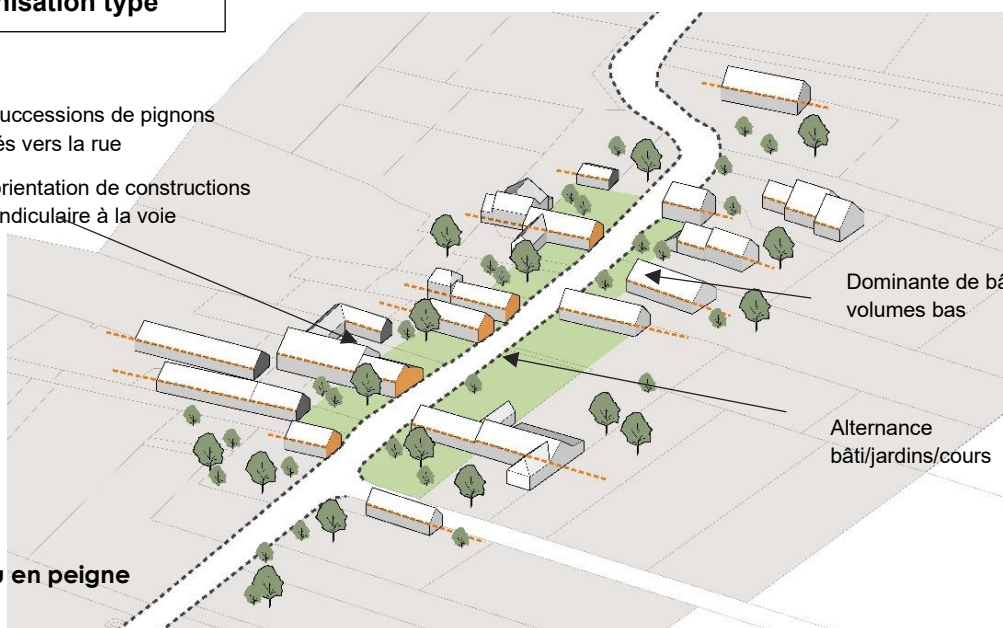 nisation type
uccessions de pignons
és vers la rue
orientation de constructions
ndiculaire à la voie
Dominante de bâ
volumes bas
Alternance
bâti/jardins/cours
en peigne